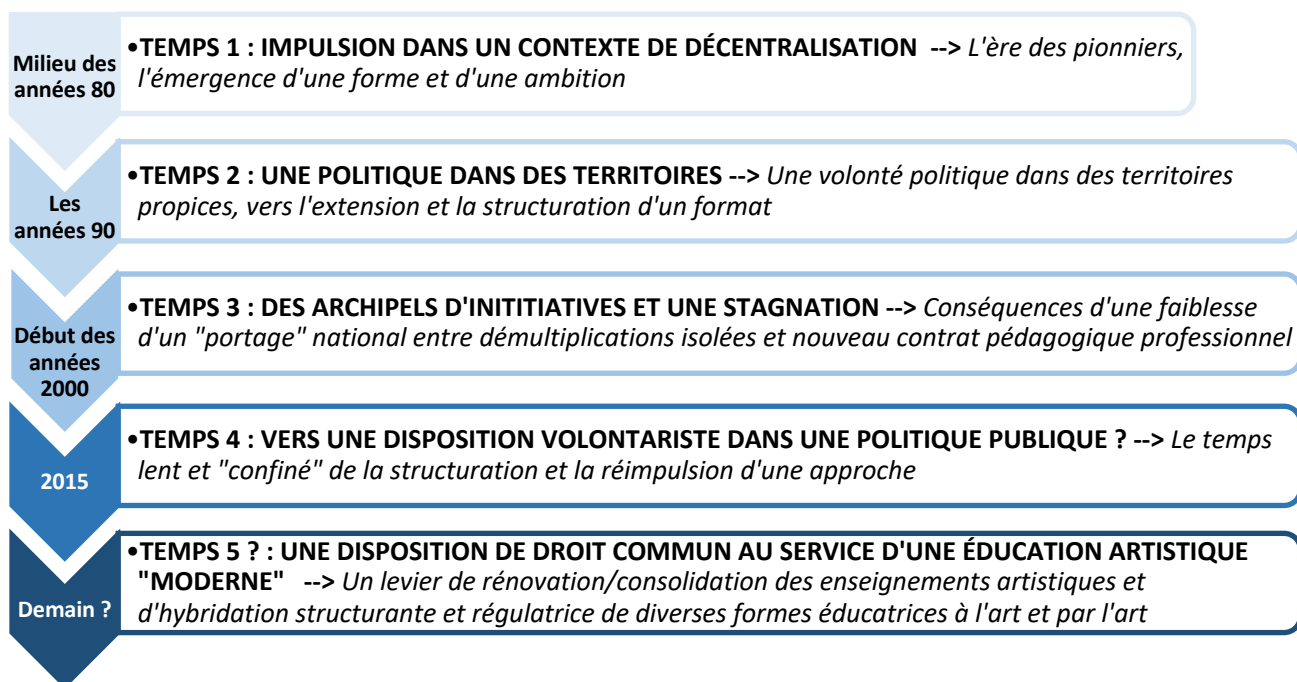 Milieu des
années 80
•TEMPS 1 : IMPULSION DANS UN CONTEXTE DE DÉCENTRALISATION --> L'ère des pionniers,
l'émergence d'une forme et d'une ambition
Les
années 90
•TEMPS 2 : UNE POLITIQUE DANS DES TERRITOIRES --> Une volonté politique dans des territoires
propices, vers l'extension et la structuration d'un format
Début des
années
2000
•TEMPS 3 : DES ARCHIPELS D'INITITIATIVES ET UNE STAGNATION --> Conséquences d'une faiblesse
d'un "portage" national entre démultiplications isolées et nouveau contrat pédagogique professionnel
2015
•TEMPS 4 : VERS UNE DISPOSITION VOLONTARISTE DANS UNE POLITIQUE PUBLIQUE ? --> Le temps
lent et "confiné" de la structuration et la réimpulsion d'une approche
Demain ?
•TEMPS 5 ? : UNE DISPOSITION DE DROIT COMMUN AU SERVICE D'UNE ÉDUCATION ARTISTIQUE
"MODERNE" --> Un levier de rénovation/consolidation des enseignements artistiques et
d'hybridation structurante et régulatrice de diverses formes éducatrices à l'art et par l'art